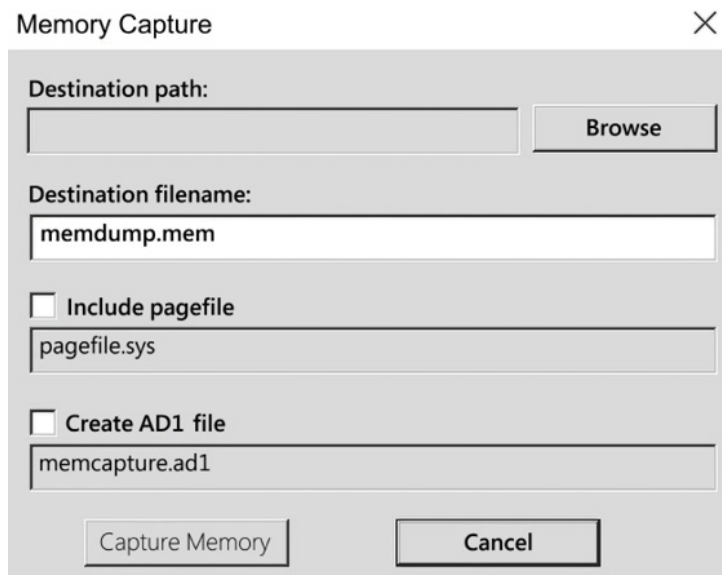 Memory Capture
Destination path:
Browse
Destination filename:
memdump.mem
Include pagefile
pagefile.sys
Create AD1 file
memcapture.ad1
Capture Memory
Cancel